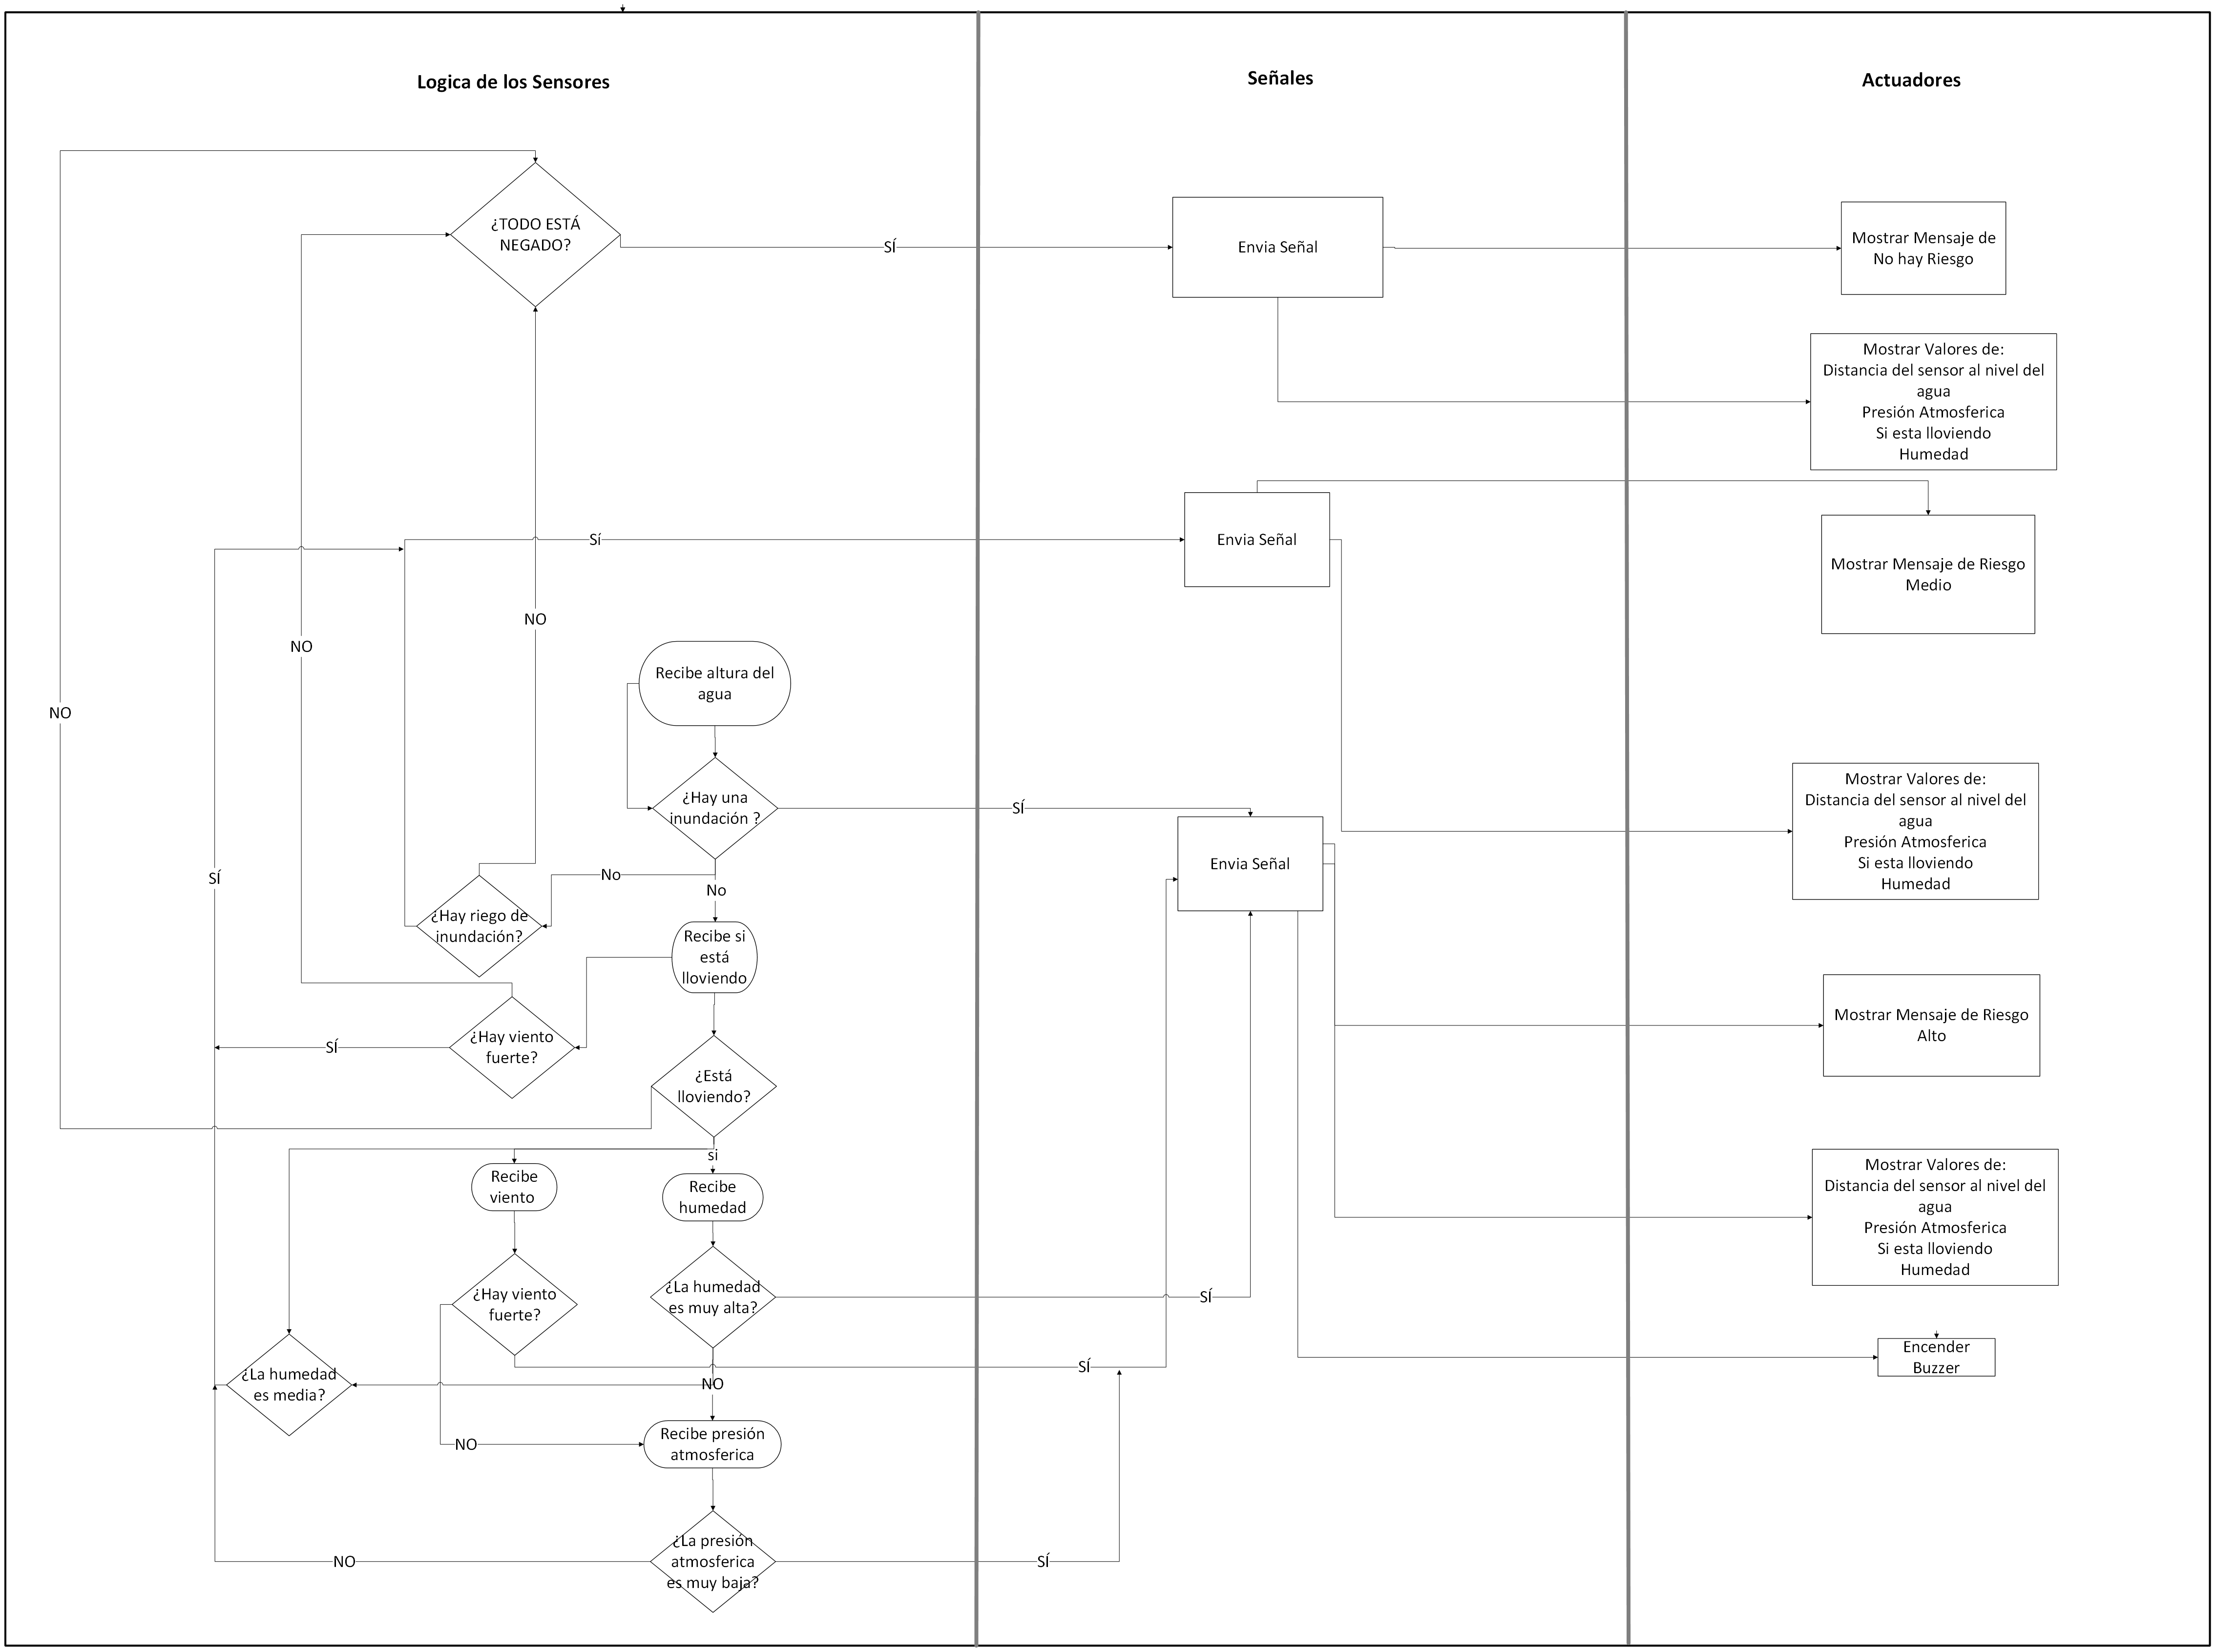 Logica de los Sensores
Señales
Actuadores
¿TODO ESTÁ
NEGADO?
SÍ
Envia Señal
Mostrar Mensaje de
No hay Riesgo
Mostrar Valores de:
Distancia del sensor al nivel del
agua
Presión Atmosferica
Si esta lloviendo
Humedad
Sí
Envia Señal
Mostrar Mensaje de Riesgo
Medio
NO
NO
NO
Recibe altura del
agua
¿Hay una
inundación ?
SÍ
Envia Señal
Mostrar Valores de:
Distancia del sensor al nivel del
agua
Presión Atmosferica
Si esta lloviendo
Humedad
SÍ
No
No
¿Hay riego de
inundación?
Recibe si
está
lloviendo
¿Hay viento
fuerte?
SÍ
¿Está
lloviendo?
Mostrar Mensaje de Riesgo
Alto
si
Recibe
viento
Recibe
humedad
Mostrar Valores de:
Distancia del sensor al nivel del
agua
Presión Atmosferica
Si esta lloviendo
Humedad
¿Hay viento
fuerte?
¿La humedad
es muy alta?
SÍ
SÍ
Encender
Buzzer
¿La humedad
es media?
NO
NO
Recibe presión
atmosferica
¿La presión
atmosferica
es muy baja?
NO
SÍ